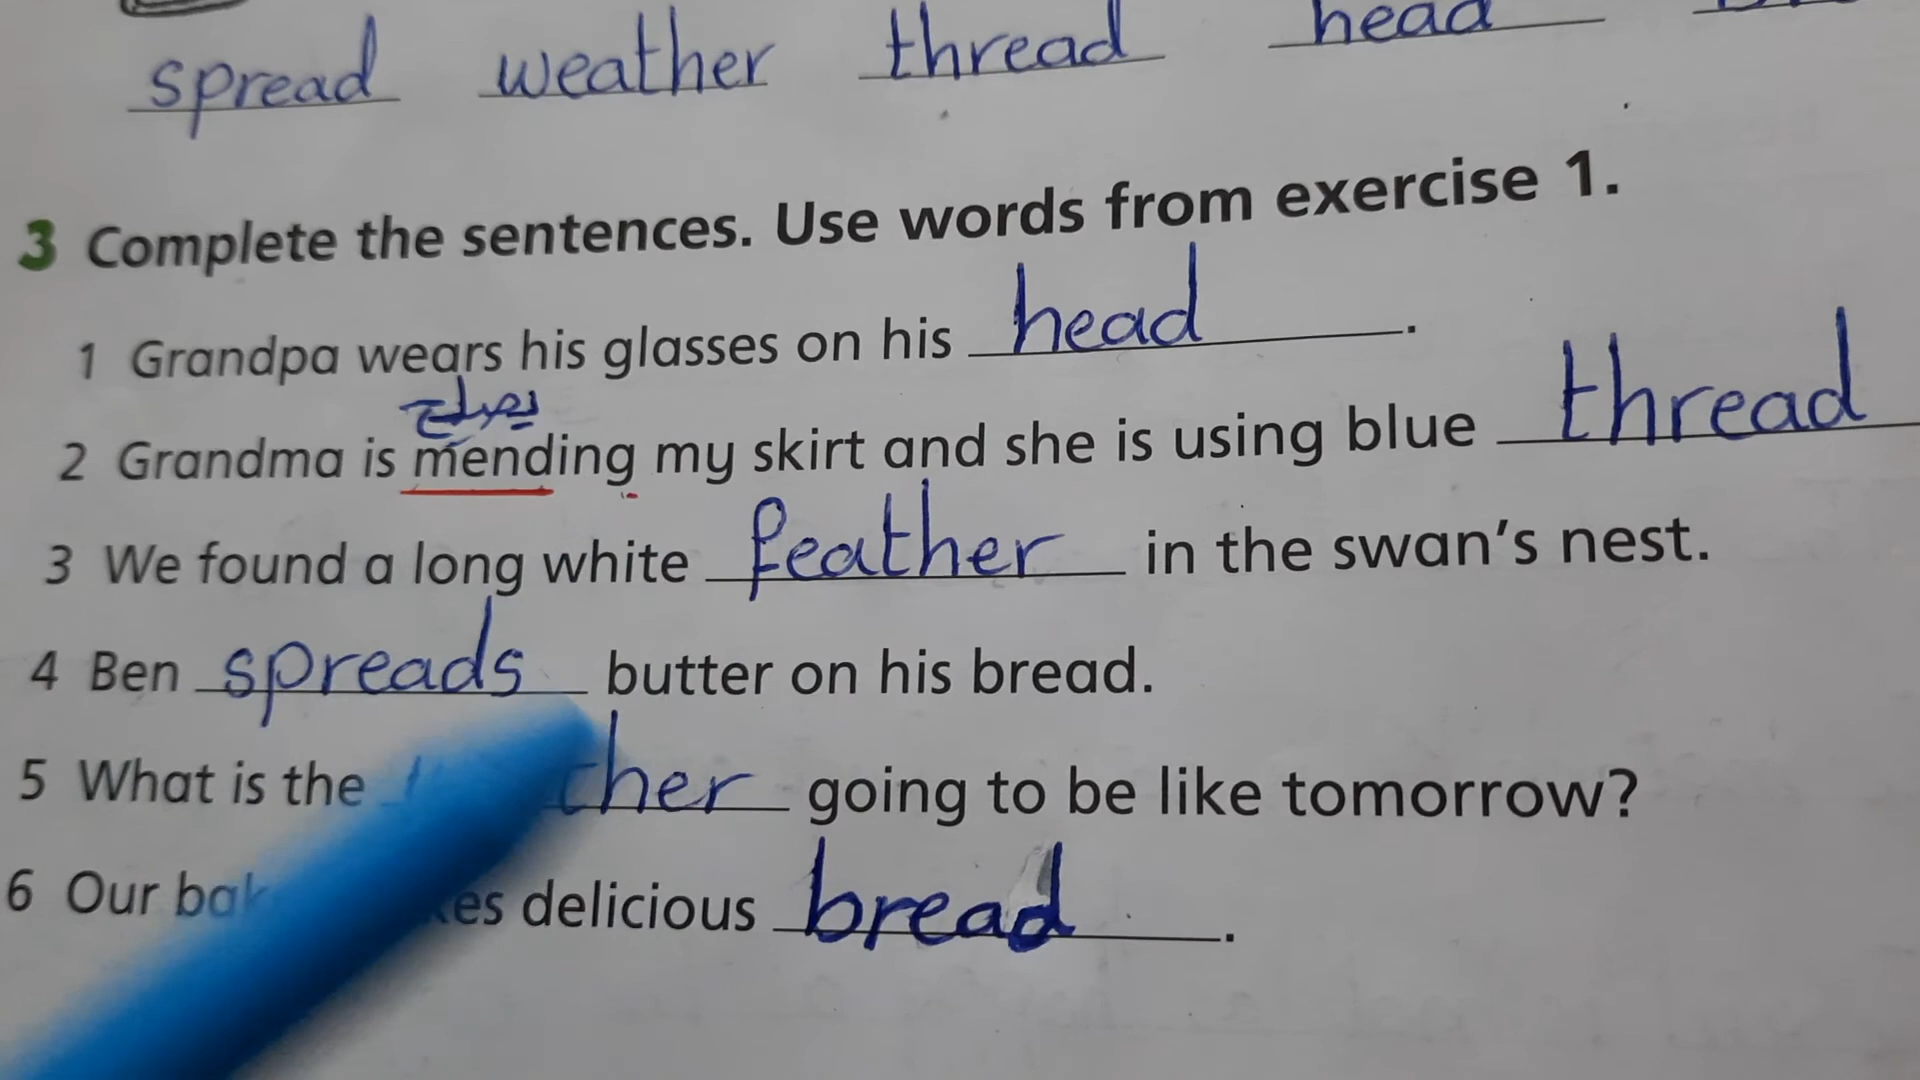 spread weather thread head
3 Complete the sentences. Use words from exercise 1.
1 Grandpa wears his glasses on his head.
يصلح
2 Grandma is mending my skirt and she is using blue thread
3 We found a long white feather in the swan's nest.
4 Ben spreads butter on his bread.
5 What is the going to be like tomorrow?
6 Our delicious bread.